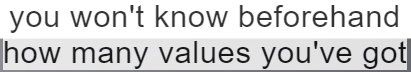 you won't know beforehand
how many values you've got